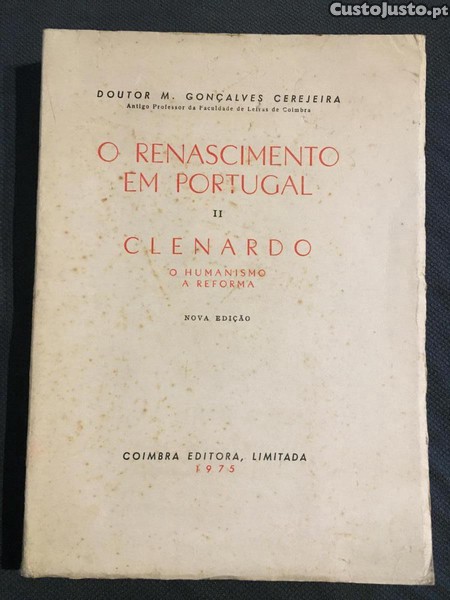 CustoJusto.pt
DOUTOR M. GONÇALVES CEREJEIRA
Antigo Professor da Faculdade de Letras de Coimbra
O RENASCIMENTO
EM PORTUGAL
II
CLENARDO
O HUMANISMO
A REFORMA
NOVA EDIÇÃO
COIMBRA EDITORA, LIMITADA
1975